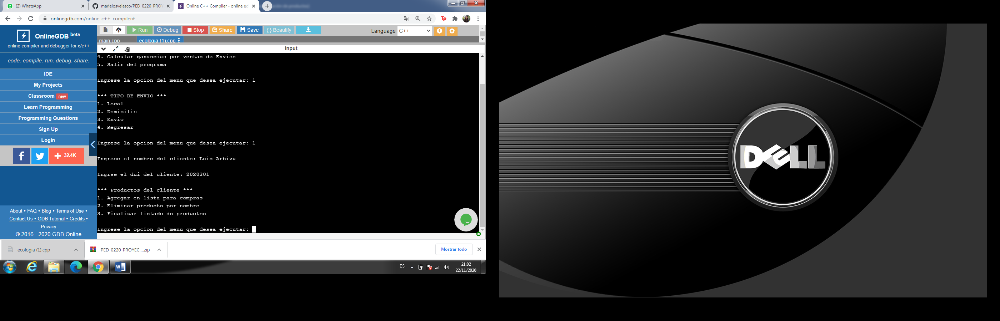 (2) WhatsApp
marielosvelasco/PED_0220_PROY
Online C++ Compiler - online ed
onlinegdb.com/online_c++_compiler#
OnlineGDB beta
online compiler and debugger for c/c++
code. compile. run. debug. share.
IDE
My Projects
Classroom new
Learn Programming
Programming Questions
Sign Up
Login
32.4K
About • FAQ • Blog • Terms of Use •
Contact Us • GDB Tutorial • Credits •
Privacy
© 2016 - 2020 GDB Online
Run Debug Stop Share Save { } Beautify
Language C++
main.cpp ecologia (1).cpp
input
4. Calcular ganancias por ventas de Envios
5. Salir del programa
Ingrese la opcion del menu que desea ejecutar: 1
*** TIPO DE ENVIO ***
1. Local
2. Domicilio
3. Envio
4. Regresar
Ingrese la opcion del menu que desea ejecutar: 1
Ingrese el nombre del cliente: Luis Arbizu
Ingrse el dui del cliente: 2020301
*** Productos del cliente ***
1. Agregar en lista para compras
2. Eliminar producto por nombre
3. Finalizar listado de productos
Ingrese la opcion del menu que desea ejecutar:
ecologia (1).cpp
PED_0220_PROYEC....zip
Mostrar todo
ES
21:02
22/11/2020
DELL